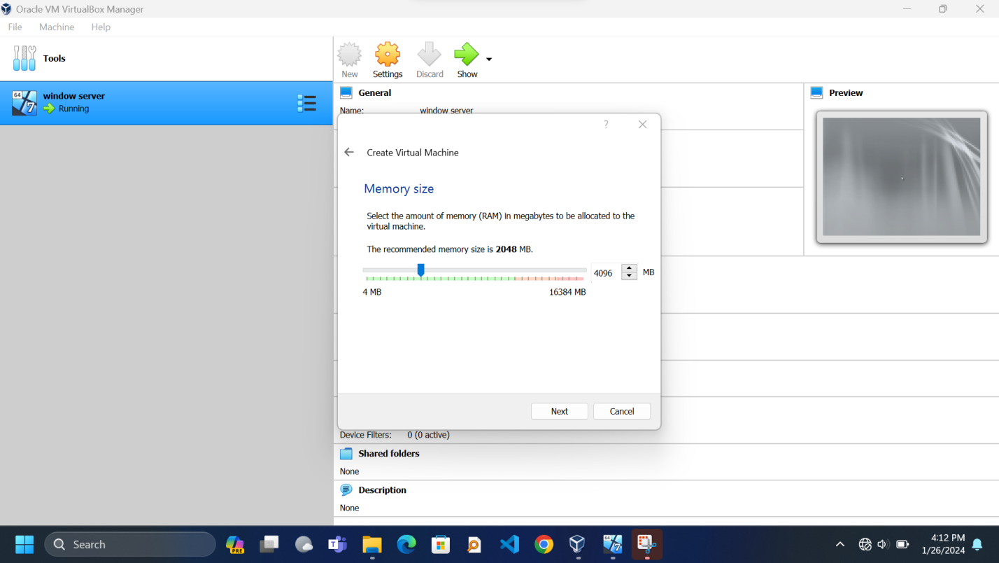 Oracle VM VirtualBox Manager
File Machine Help
Tools
New Settings Discard Show
64
7
window server
Running
General
Name: window server
Preview
?
Create Virtual Machine
Memory size
Select the amount of memory (RAM) in megabytes to be allocated to the
virtual machine.
The recommended memory size is 2048 MB.
4096 MB
4 MB 16384 MB
Next Cancel
Device Filters: 0 (0 active)
Shared folders
None
Description
None
Search
PRE
T
64
7
4:12 PM
1/26/2024